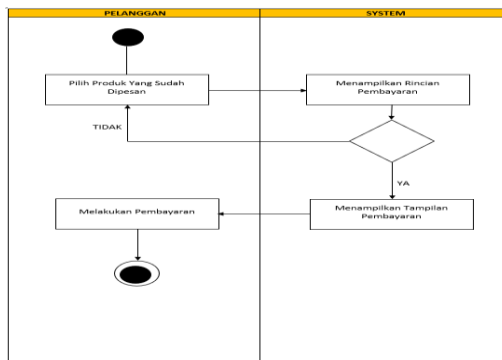 PELANGGAN
SYSTEM
Pilih Produk Yang Sudah
Dipesan
Menampilkan Rincian
Pembayaran
TIDAK
YA
Melakukan Pembayaran
Menampilkan Tampilan
Pembayaran